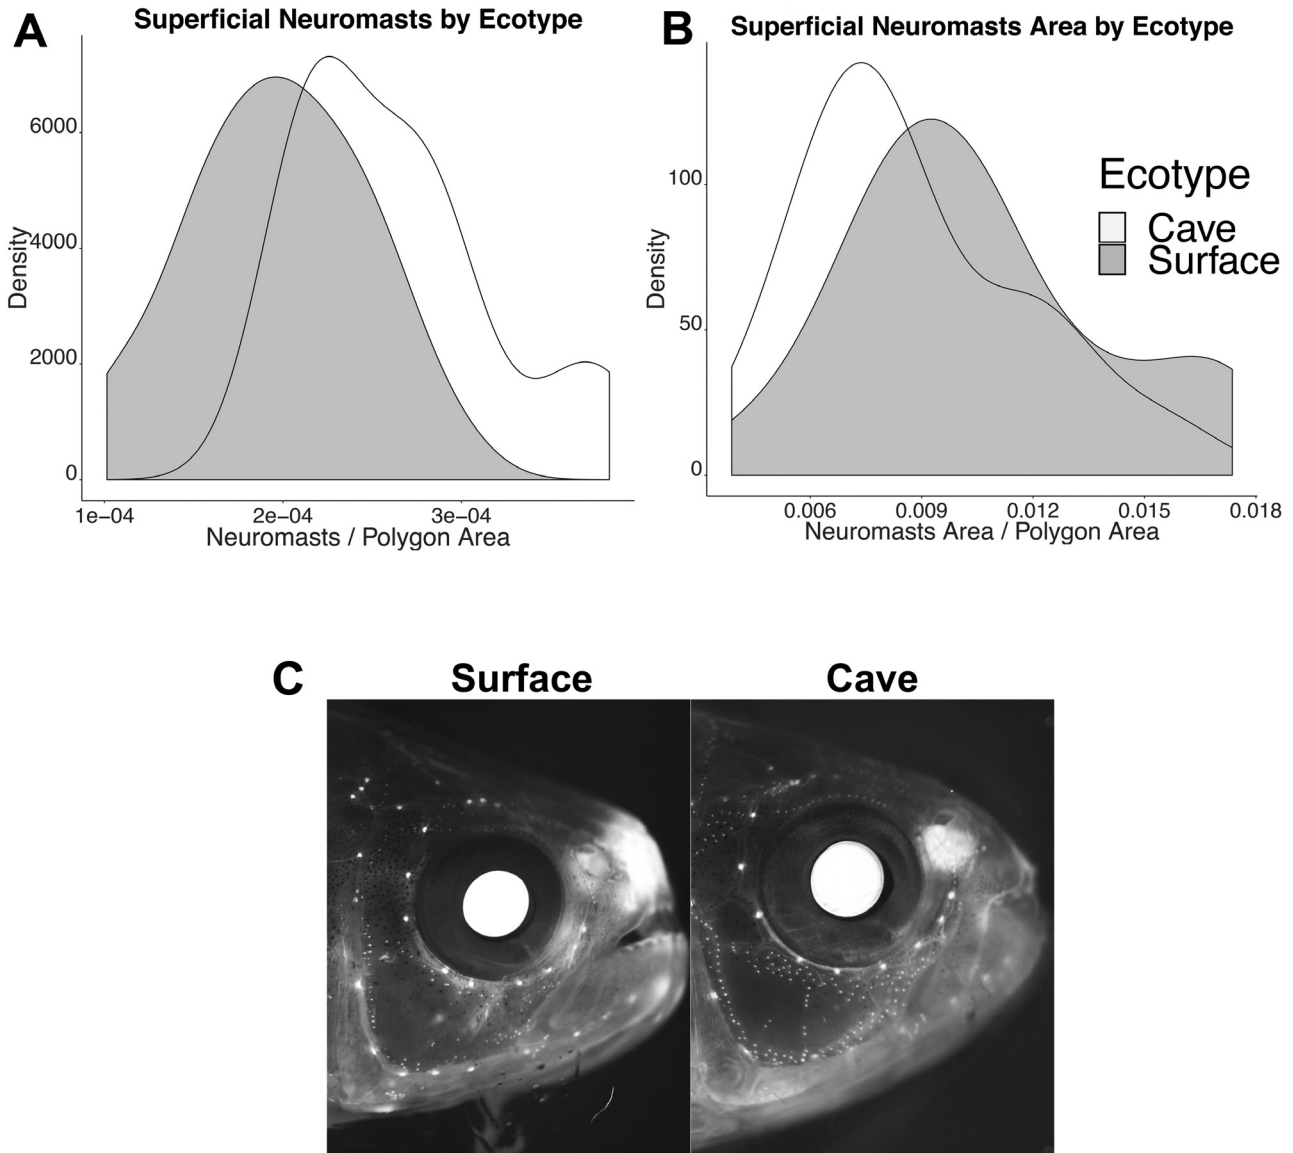 A
Superficial Neuromasts by Ecotype
Density
6000
4000
2000
0
1e-04 2e-04 3e-04
Neuromasts / Polygon Area
B
Superficial Neuromasts Area by Ecotype
Density
100
50
0
0.006 0.009 0.012 0.015 0.018
Neuromasts Area / Polygon Area
Ecotype
Cave
Surface
C
Surface Cave